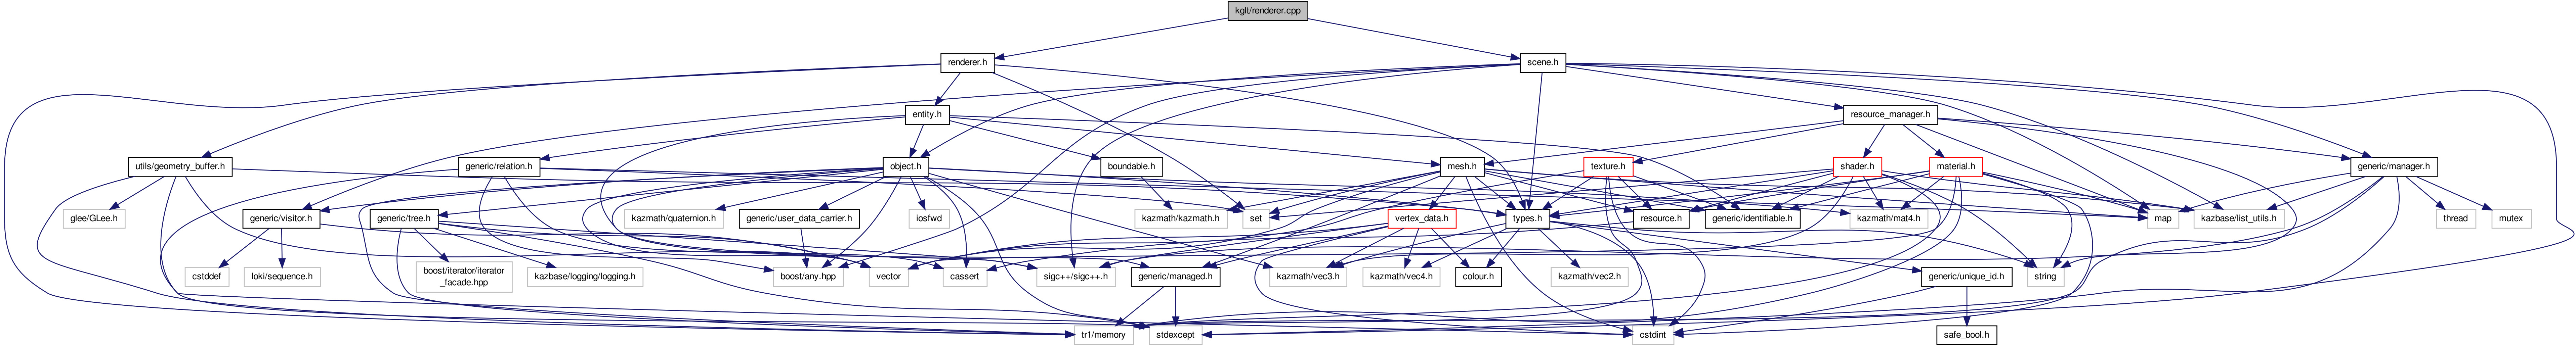 kglt/renderer.cpp
renderer.h
scene.h
entity.h
resource_manager.h
utils/geometry_buffer.h
generic/relation.h
object.h
boundable.h
mesh.h
texture.h
shader.h
material.h
generic/manager.h
glee/GLee.h
generic/visitor.h
generic/tree.h
kazmath/quaternion.h
generic/user_data_carrier.h
iosfwd
kazmath/kazmath.h
set
vertex_data.h
types.h
resource.h
generic/identifiable.h
kazmath/mat4.h
map
kazbase/list_utils.h
thread
mutex
cstddef
loki/sequence.h
boost/iterator/iterator
_facade.hpp
kazbase/logging/logging.h
boost/any.hpp
vector
cassert
sigc++/sigc++.h
generic/managed.h
kazmath/vec3.h
kazmath/vec4.h
colour.h
kazmath/vec2.h
generic/unique_id.h
string
tr1/memory
stdexcept
cstdint
safe_bool.h